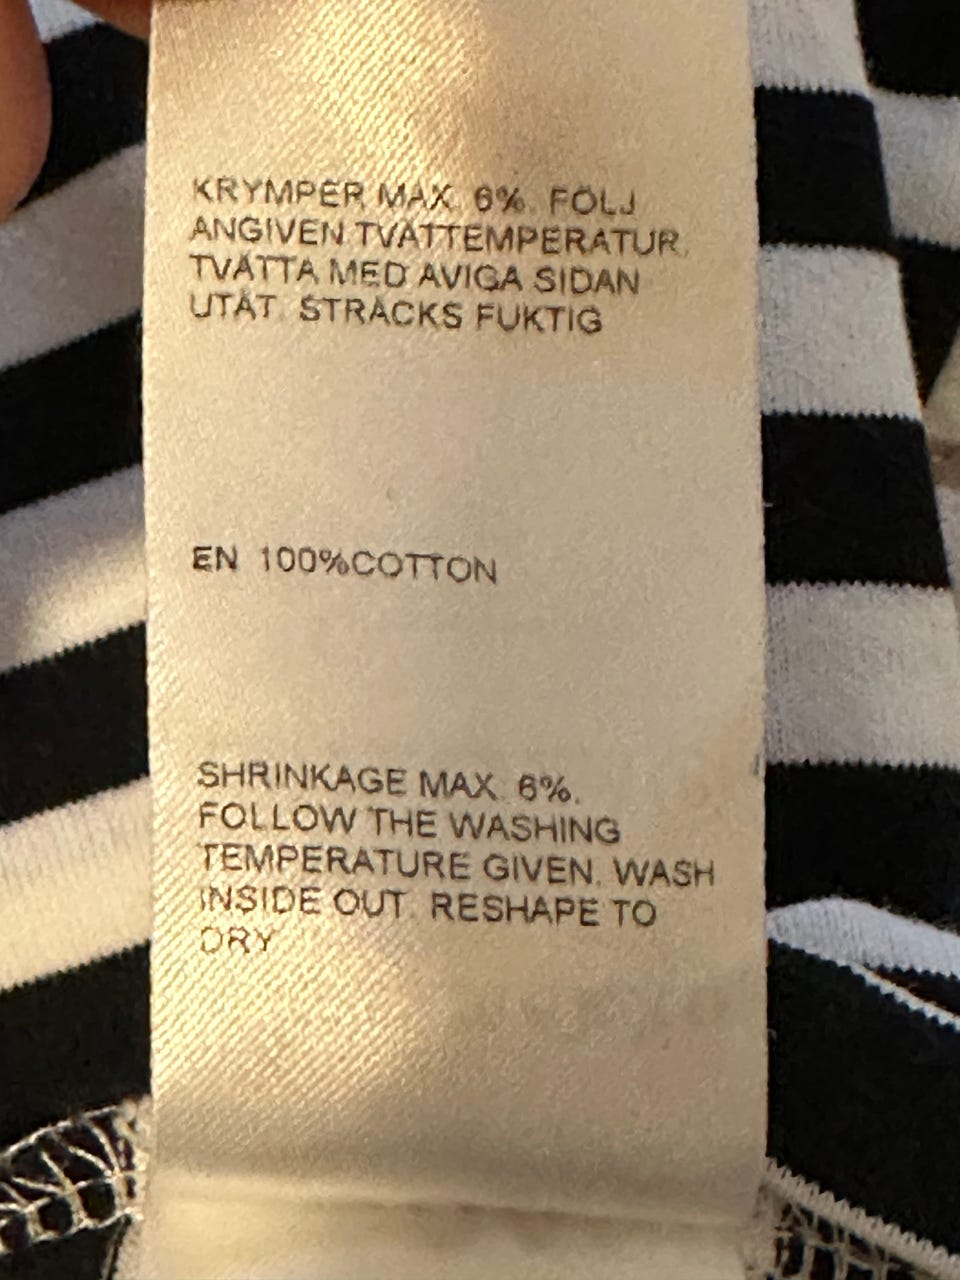 KRYMPER MAX. 6%. FÖLJ
ANGIVEN TVÄTTEMPERATUR.
TVÄTTA MED AVIGA SIDAN
UTÅT. STRÄCKS FUKTIG
EN 100%COTTON
SHRINKAGE MAX. 6%.
FOLLOW THE WASHING
TEMPERATURE GIVEN. WASH
INSIDE OUT. RESHAPE TO
DRY